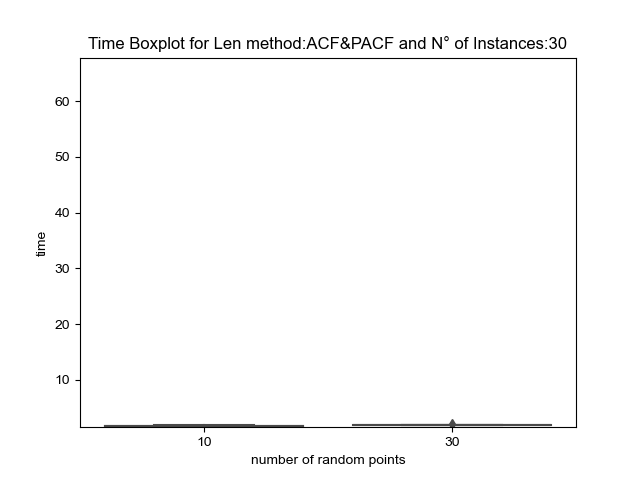 Time Boxplot for Len method:ACF&PACF and N° of Instances:30
60
50
40
30
20
10
time
10 30
number of random points